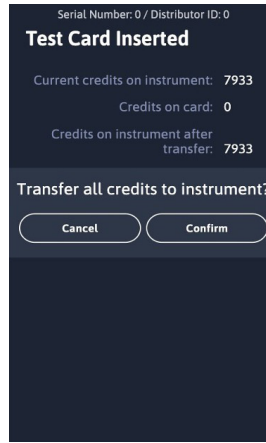 Serial Number: 0 / Distributor ID: 0
Test Card Inserted
Current credits on instrument: 7933
Credits on card: 0
Credits on instrument after
transfer: 7933
Transfer all credits to instrument?
Cancel Confirm